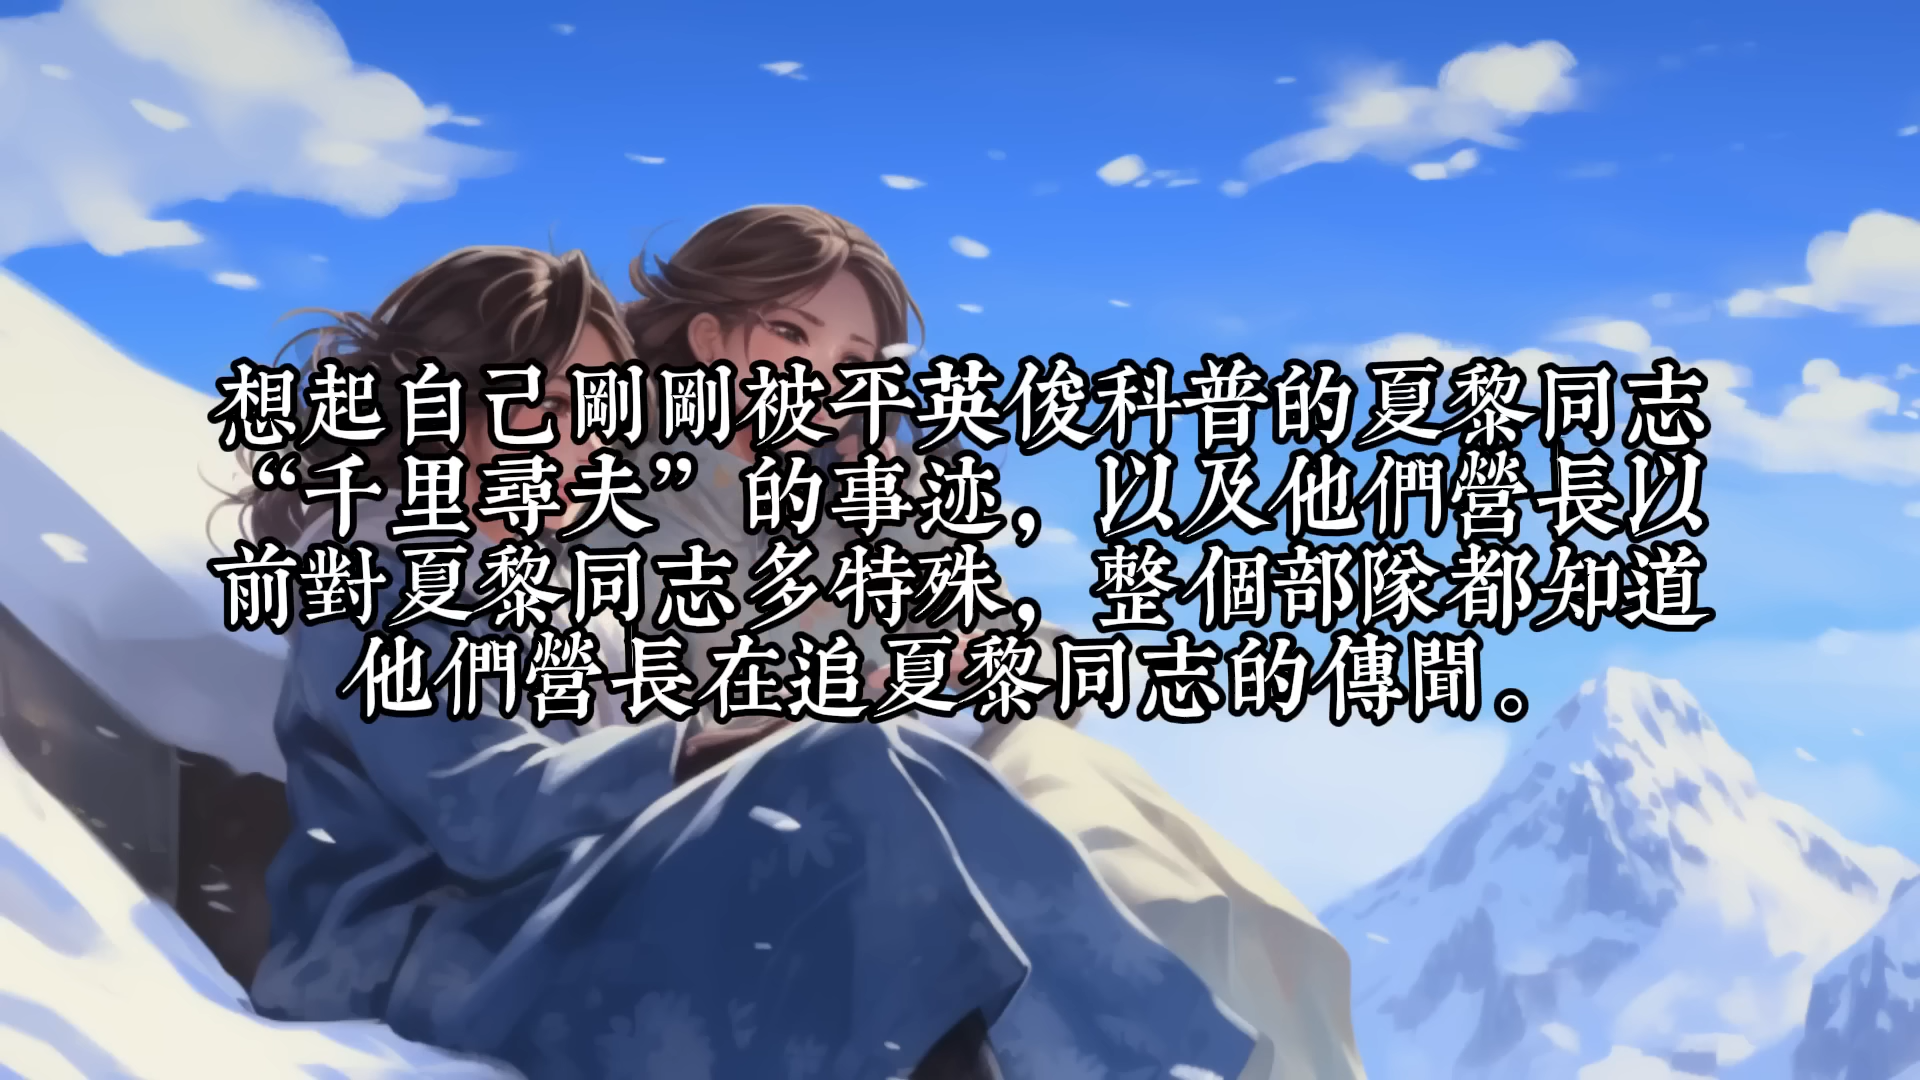 想起自己剛剛被平英俊科普的夏黎同志
“千里尋夫”的事迹，以及他們營長以
前對夏黎同志多特殊，整個部隊都知道
他們營長在追夏黎同志的傳聞。